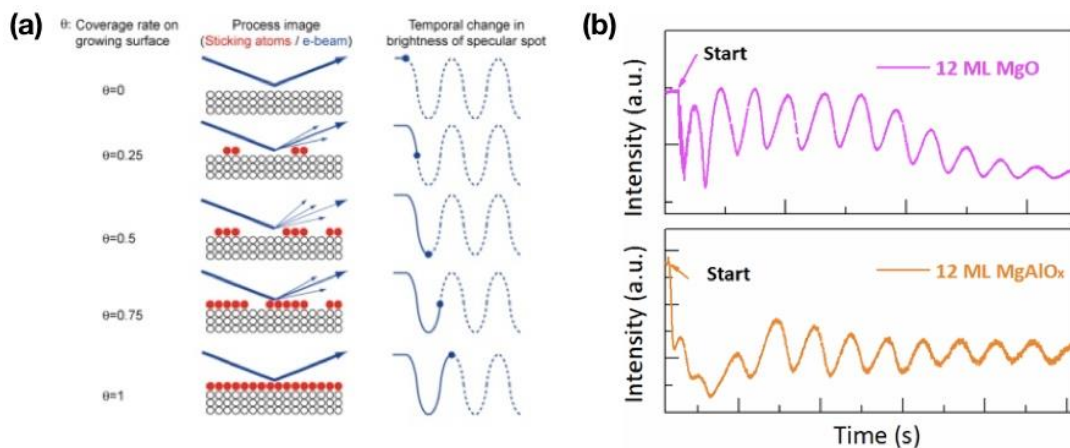 (a)
θ: Coverage rate on
growing surface
Process image
(Sticking atoms / e-beam)
Temporal change in
brightness of specular spot
θ=0
θ=0.25
θ=0.5
θ=0.75
θ=1
(b)
Start
12 ML MgO
Intensity (a.u.)
Start
12 ML MgAlOx
Intensity (a.u.)
Time (s)